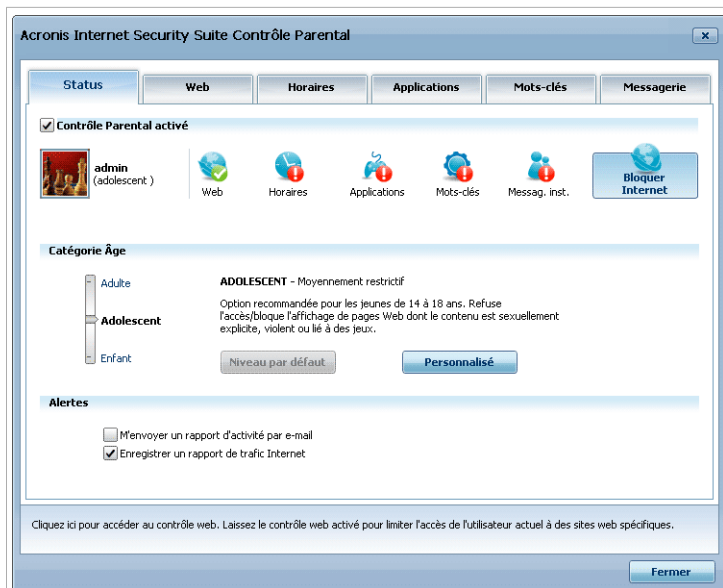 Acronis Internet Security Suite Contrôle Parental
Status
Web
Horaires
Applications
Mots-clés
Messagerie
Contrôle Parental activé
admin
(adolescent )
Web
Horaires
Applications
Mots-clés
Messag. inst.
Bloquer
Internet
Catégorie Âge
Adulte
Adolescent
Enfant
ADOLESCENT - Moyennement restrictif
Option recommandée pour les jeunes de 14 à 18 ans. Refuse
l'accès/bloque l'affichage de pages Web dont le contenu est sexuellement
explicite, violent ou lié à des jeux.
Niveau par défaut
Personnalisé
Alertes
M'envoyer un rapport d'activité par e-mail
Enregistrer un rapport de trafic Internet
Cliquez ici pour accéder au contrôle web. Laissez le contrôle web activé pour limiter l'accès de l'utilisateur actuel à des sites web spécifiques.
Fermer